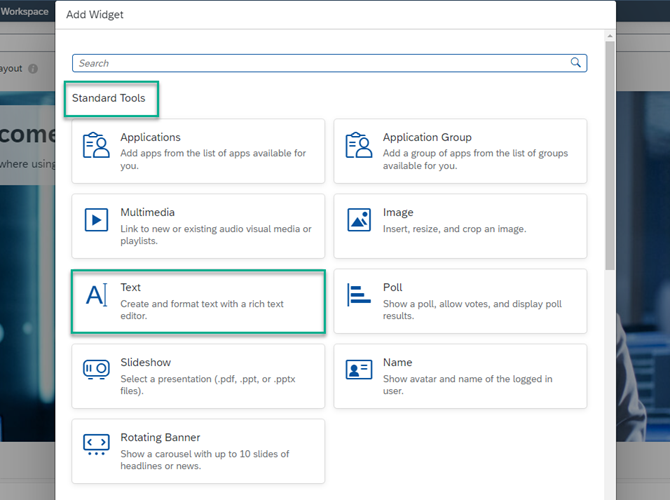 Workspace
Add Widget
Search
ayout
Standard Tools
come
where using
Applications
Add apps from the list of apps available for
you.
Application Group
Add a group of apps from the list of groups
available for you.
Multimedia
Link to new or existing audio visual media or
playlists.
Image
Insert, resize, and crop an image.
Text
Create and format text with a rich text
editor.
Poll
Show a poll, allow votes, and display poll
results.
Slideshow
Select a presentation (.pdf, .ppt, or .pptx
files).
Name
Show avatar and name of the logged in
user.
Rotating Banner
Show a carousel with up to 10 slides of
headlines or news.